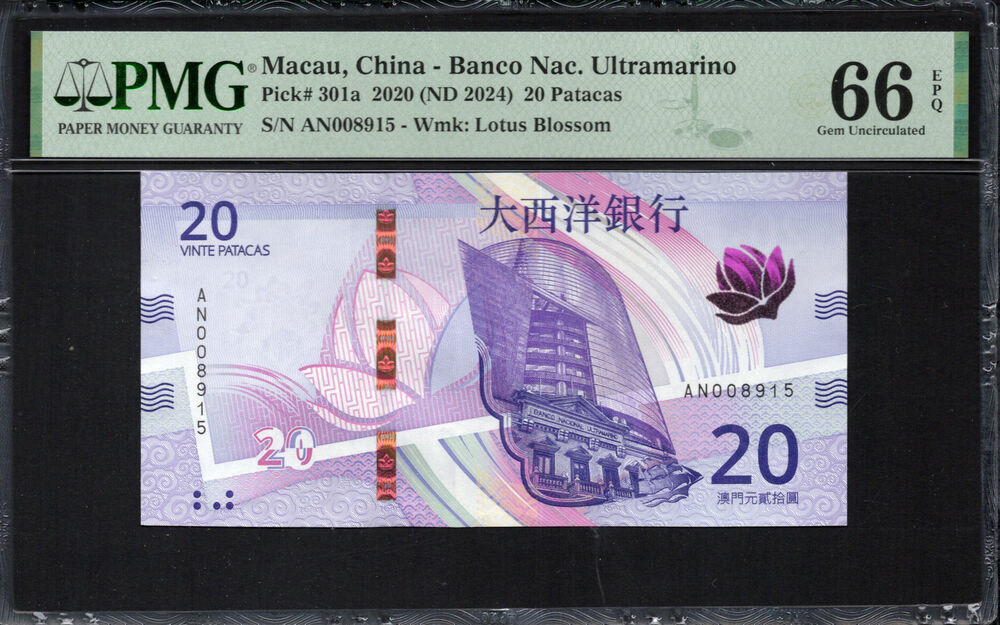 PMG®
PAPER MONEY GUARANTY
Macau, China - Banco Nac. Ultramarino
Pick# 301a 2020 (ND 2024) 20 Patacas
S/N AN008915 - Wmk: Lotus Blossom
66
EPQ
Gem Uncirculated
20
VINTE PATACAS
大西洋銀行
20
AN008915
BANCO NACIONAL ULTRAMARINO
AN008915
20
20
澳門元貳拾圓